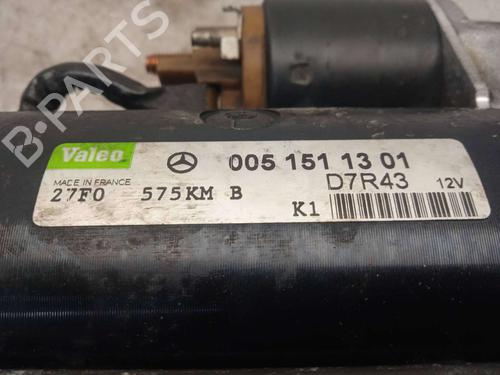 B-PARTS
Valeo 005 151 13 01
MADE IN FRANCE D7R43 12V
27F0 575KM B K1